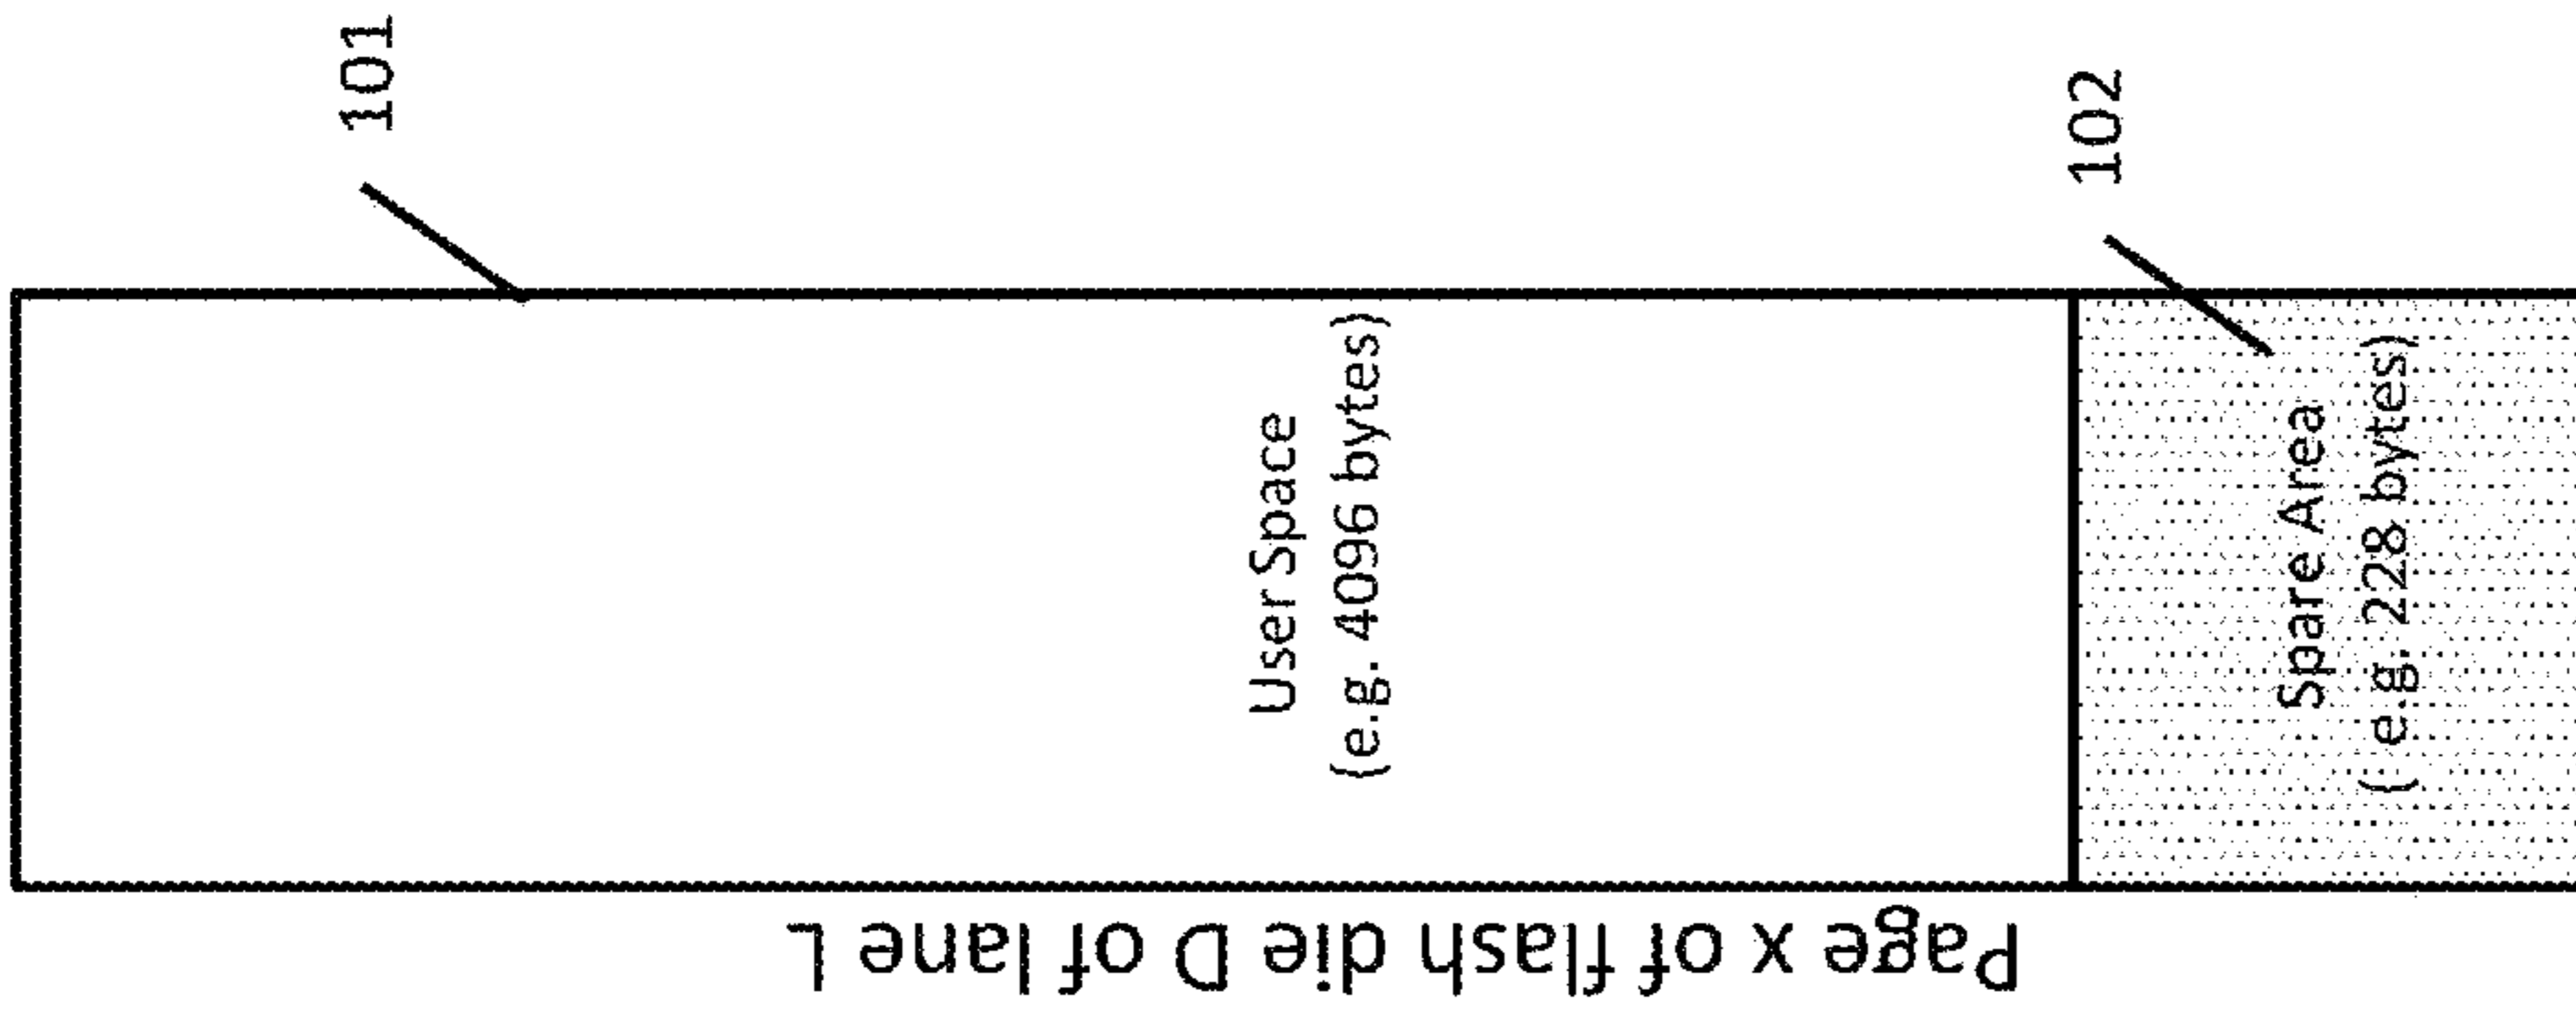 101
User Space
(e.g. 4096 bytes)
102
Spare Area
( e.g. 228 bytes)
Page x of flash die D of lane L